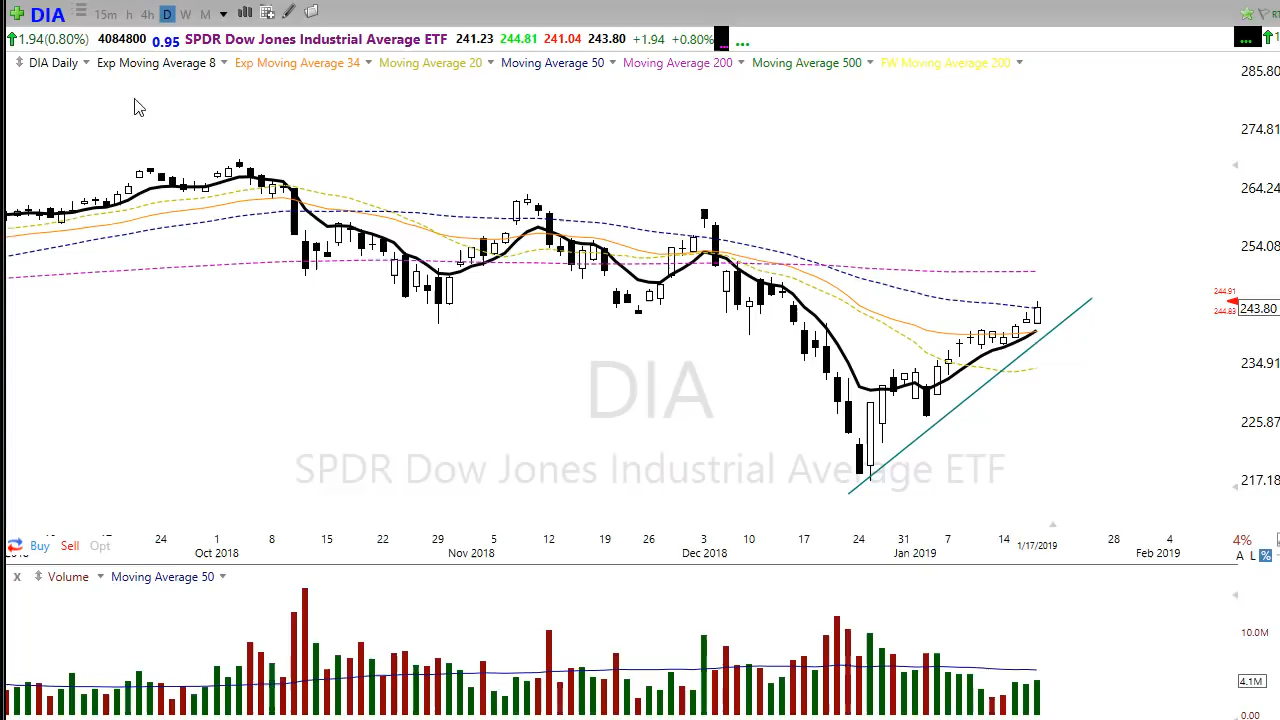 DIA 15m h 4h D W M
1.94(0.80%) 4084800 0.95 SPDR Dow Jones Industrial Average ETF 241.23 244.81 241.04 243.80 +1.94 +0.80% ... ... ...
DIA Daily Exp Moving Average 8 Exp Moving Average 34 Moving Average 20 Moving Average 50 Moving Average 200 Moving Average 500 FW Moving Average 200
285.80
274.81
264.24
254.08
244.91
243.80
244.83
234.91
225.87
217.18
DIA
SPDR Dow Jones Industrial Average ETF
24 1 8 15 22 29 5 12 19 26 3 10 17 24 31 7 14 1/17/2019 28 4
Oct 2018 Nov 2018 Dec 2018 Jan 2019 Feb 2019
Buy Sell Opt
4%
A L %
X Volume Moving Average 50
10.0M
4.1M
0.00